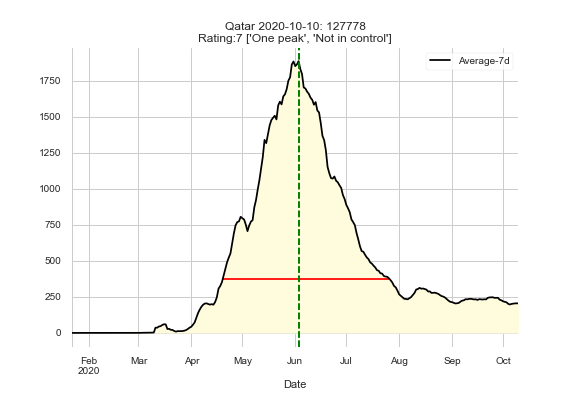 Qatar 2020-10-10: 127778
Rating:7 ['One peak', 'Not in control']
Average-7d
1750
1500
1250
1000
750
500
250
0
Feb Mar Apr May Jun Jul Aug Sep Oct
2020
Date